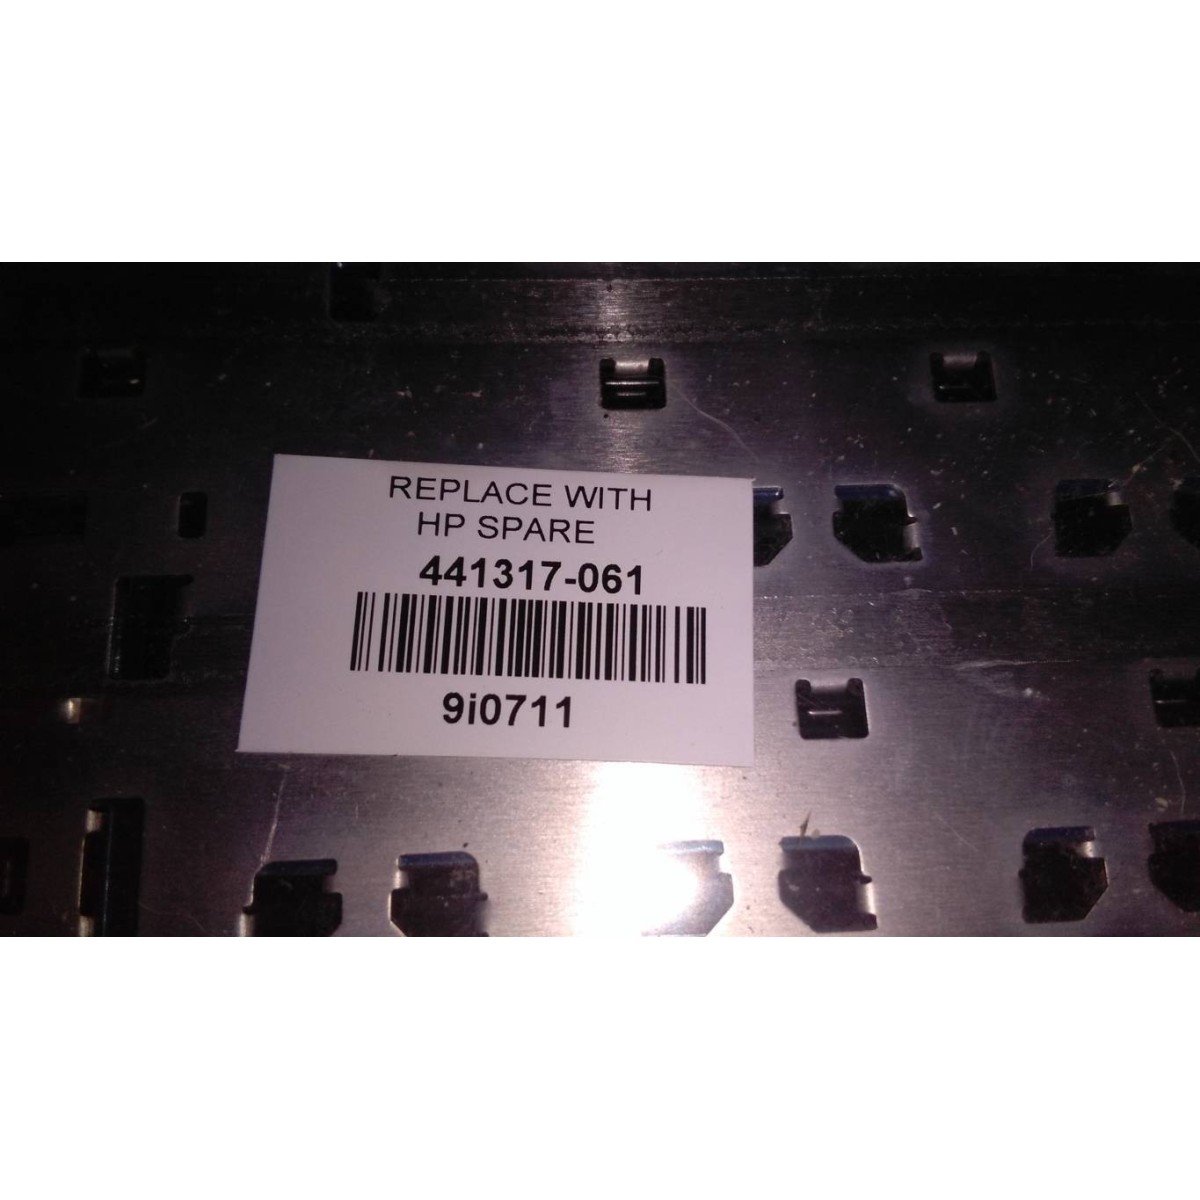 REPLACE WITH
HP SPARE
441317-061
9i0711